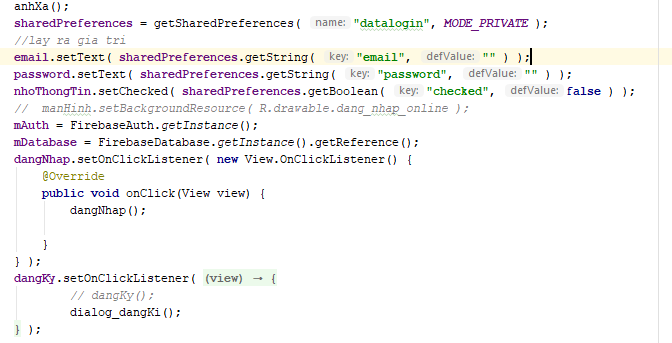 anhXa();
sharedPreferences = getSharedPreferences( name: "datalogin", MODE_PRIVATE );
//lay ra gia tri
email.setText( sharedPreferences.getString( key: "email", defValue: "" ) );
password.setText( sharedPreferences.getString( key: "password", defValue: "" ) );
nhoThongTin.setChecked( sharedPreferences.getBoolean( key: "checked", defValue: false ) );
// manHinh.setBackgroundResource( R.drawable.dang_nhap_online );
mAuth = FirebaseAuth.getInstance();
mDatabase = FirebaseDatabase.getInstance().getReference();
dangNhap.setOnClickListener( new View.OnClickListener() {
@Override
public void onClick(View view) {
dangNhap();
}
} );
dangKy.setOnClickListener( (view) → {
// dangKy();
dialog_dangKi();
} );